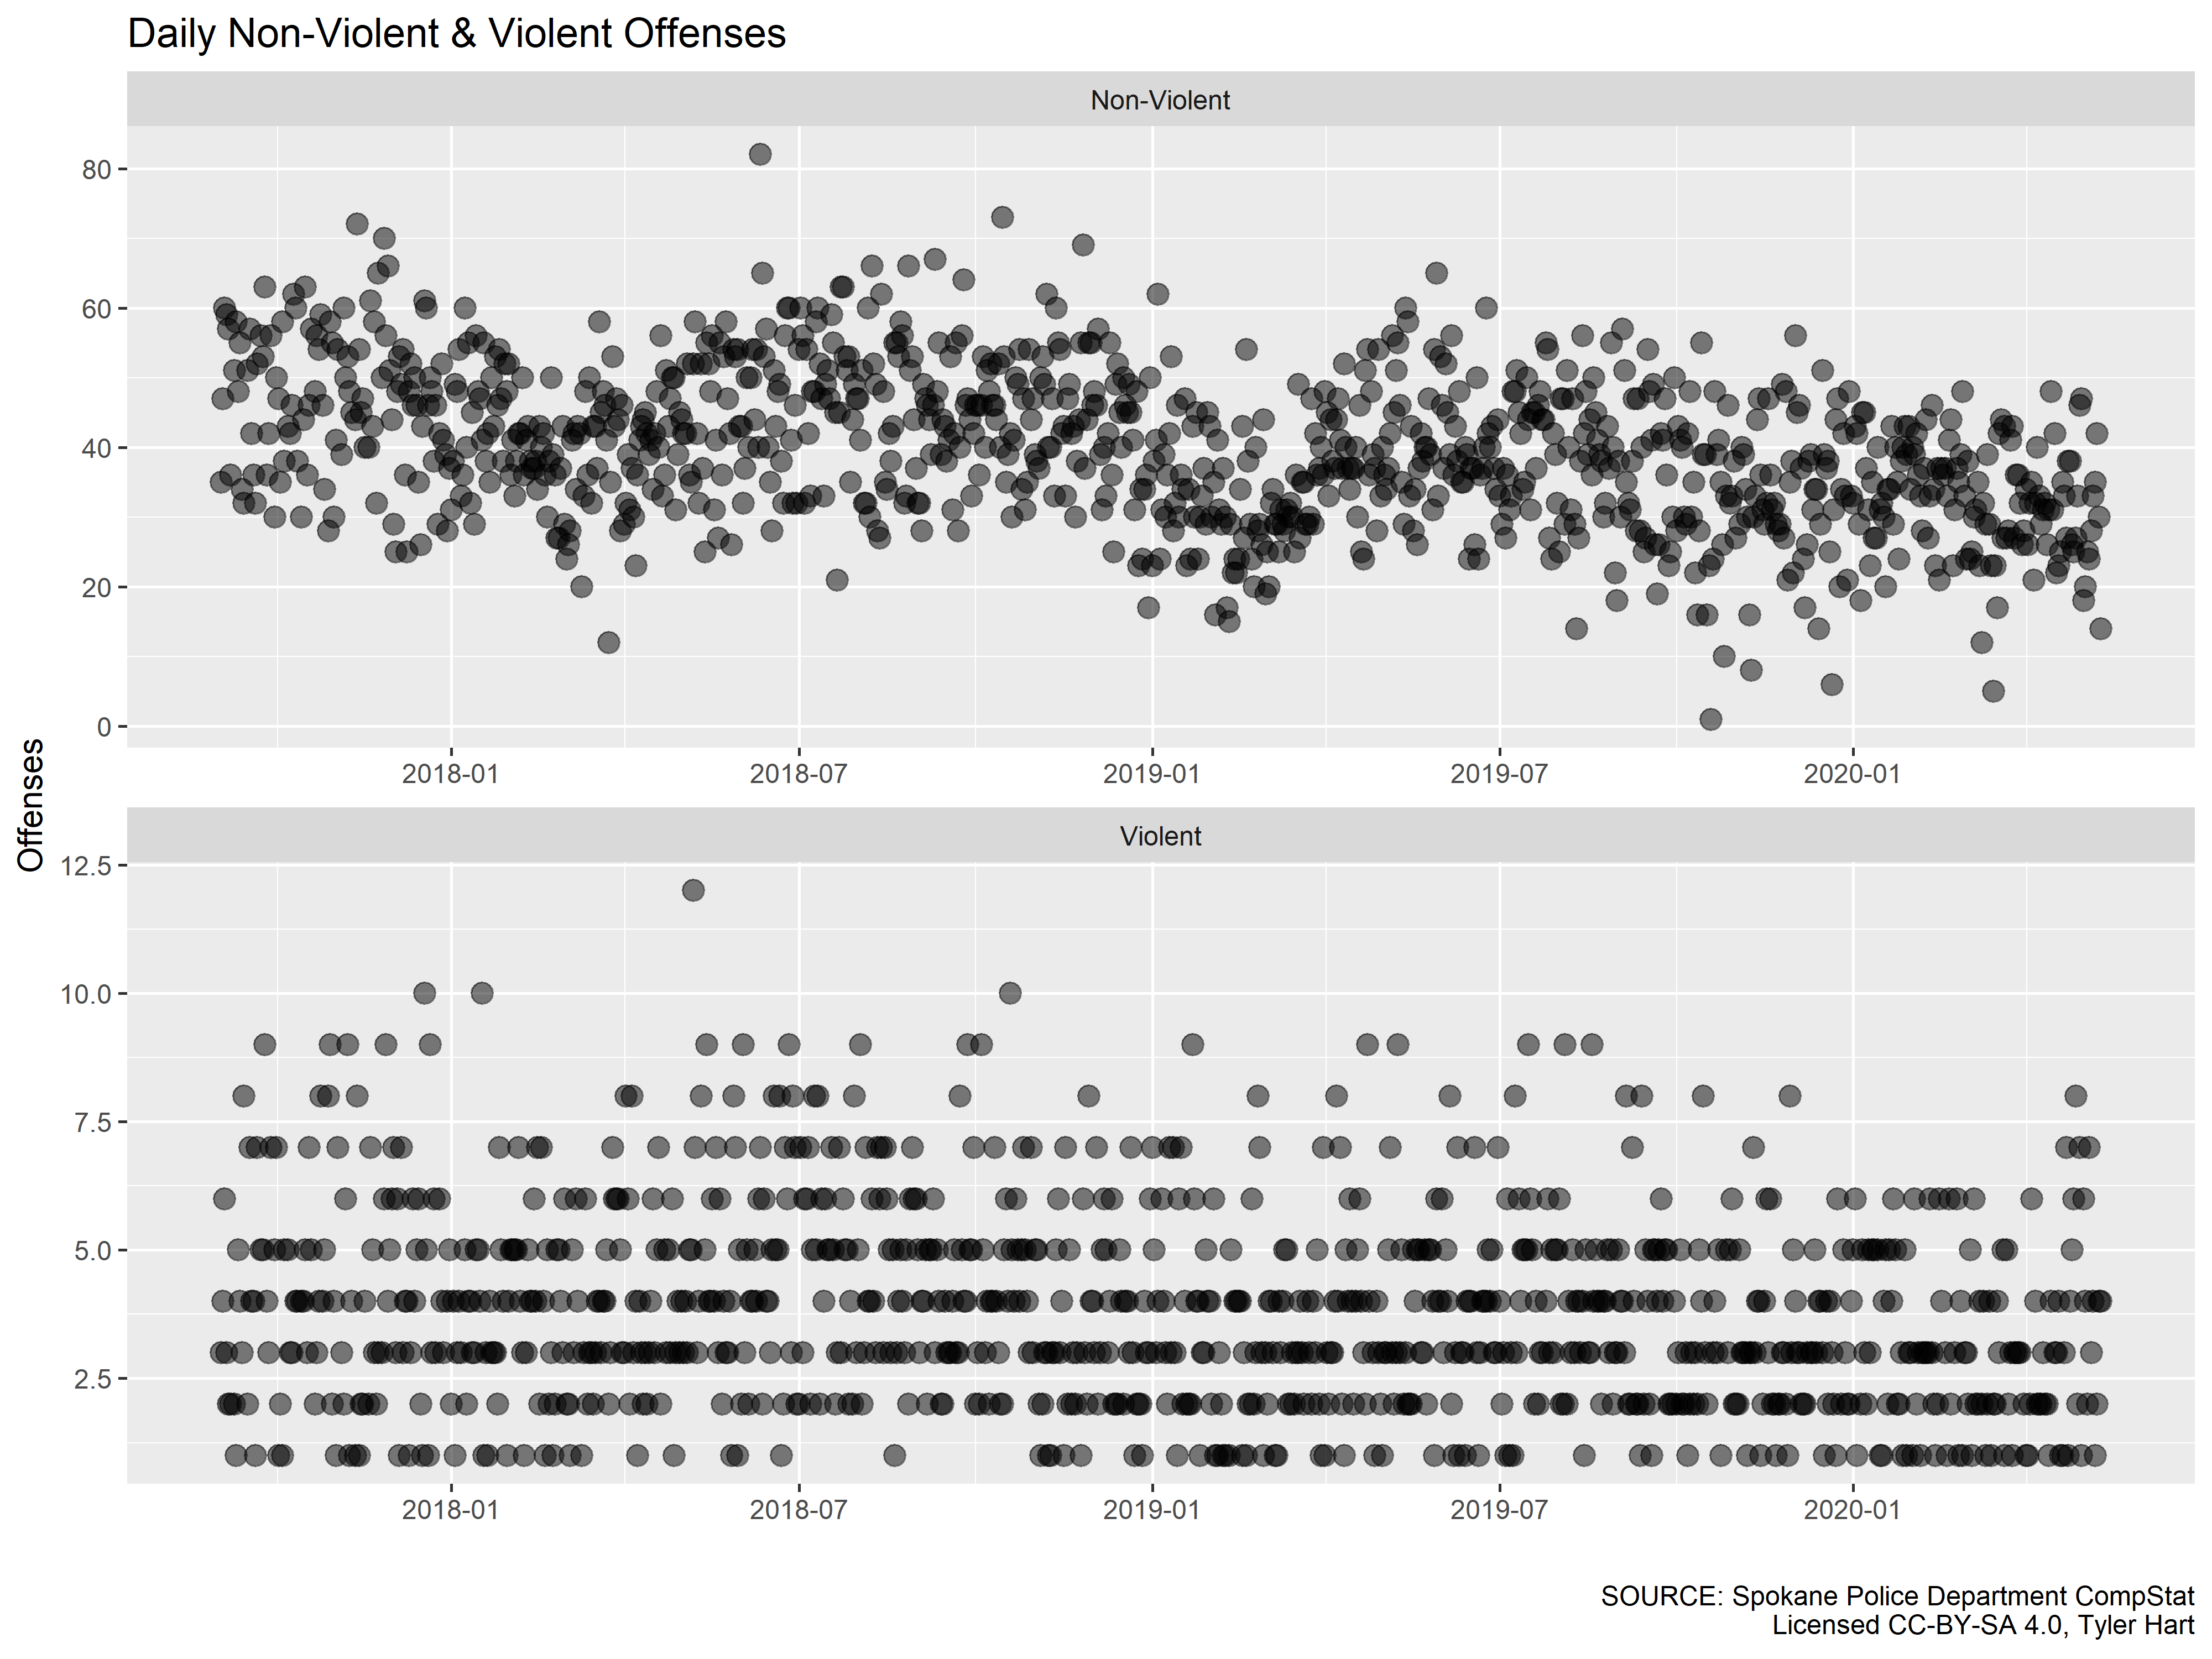 Daily Non-Violent & Violent Offenses
Non-Violent
80
60
40
20
0
2018-01 2018-07 2019-01 2019-07 2020-01
Offenses
Violent
12.5
10.0
7.5
5.0
2.5
2018-01 2018-07 2019-01 2019-07 2020-01
SOURCE: Spokane Police Department CompStat
Licensed CC-BY-SA 4.0, Tyler Hart